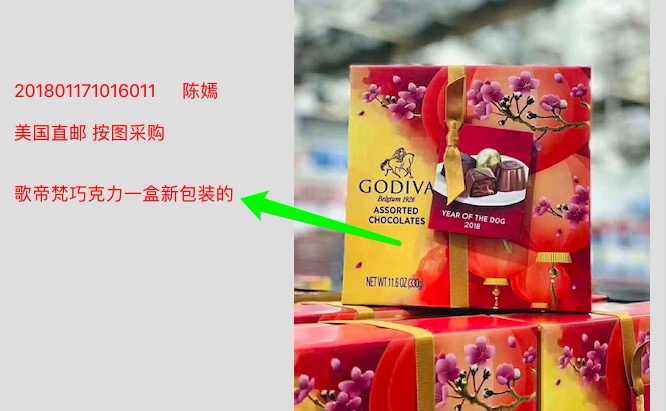 201801171016011 陈嫣
美国直邮 按图采购
歌帝梵巧克力一盒新包装的
GODIVA
Belgium 1926
ASSORTED
CHOCOLATES
YEAR OF THE DOG
2018
NET WT 11.6 OZ (330g)